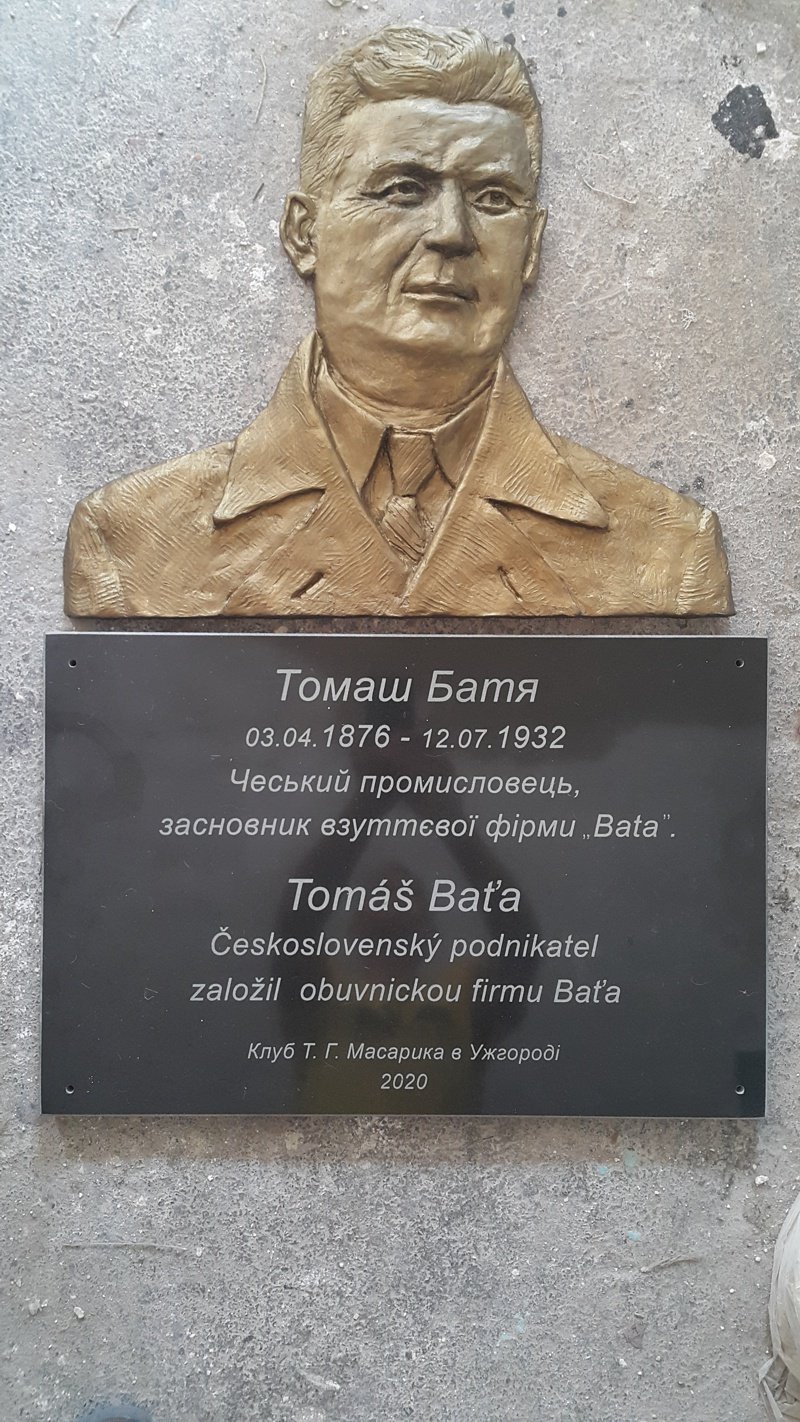 Томаш Батя
03.04.1876 - 12.07.1932
Чеський промисловець,
засновник взуттєвої фірми „Bata”.
Tomáš Baťa
Československý podnikatel
založil obuvnickou firmu Baťa
Клуб Т. Г. Масарика в Ужгороді
2020